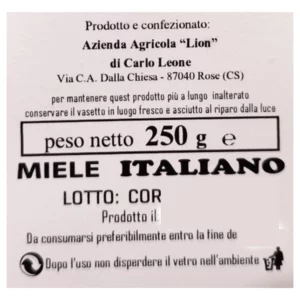 Prodotto e confezionato:
Azienda Agricola “Lion”
di Carlo Leone
Via C.A. Dalla Chiesa - 87040 Rose (CS)
per mantenere quest prodotto più a lungo inalterato
conservare il vasetto in luogo fresco e asciutto al riparo dalla luce
peso netto 250 g ℮
MIELE ITALIANO
LOTTO: COR
Prodotto il
Da consumarsi preferibilmente entro la fine de
Dopo l'uso non disperdere il vetro nell'ambiente